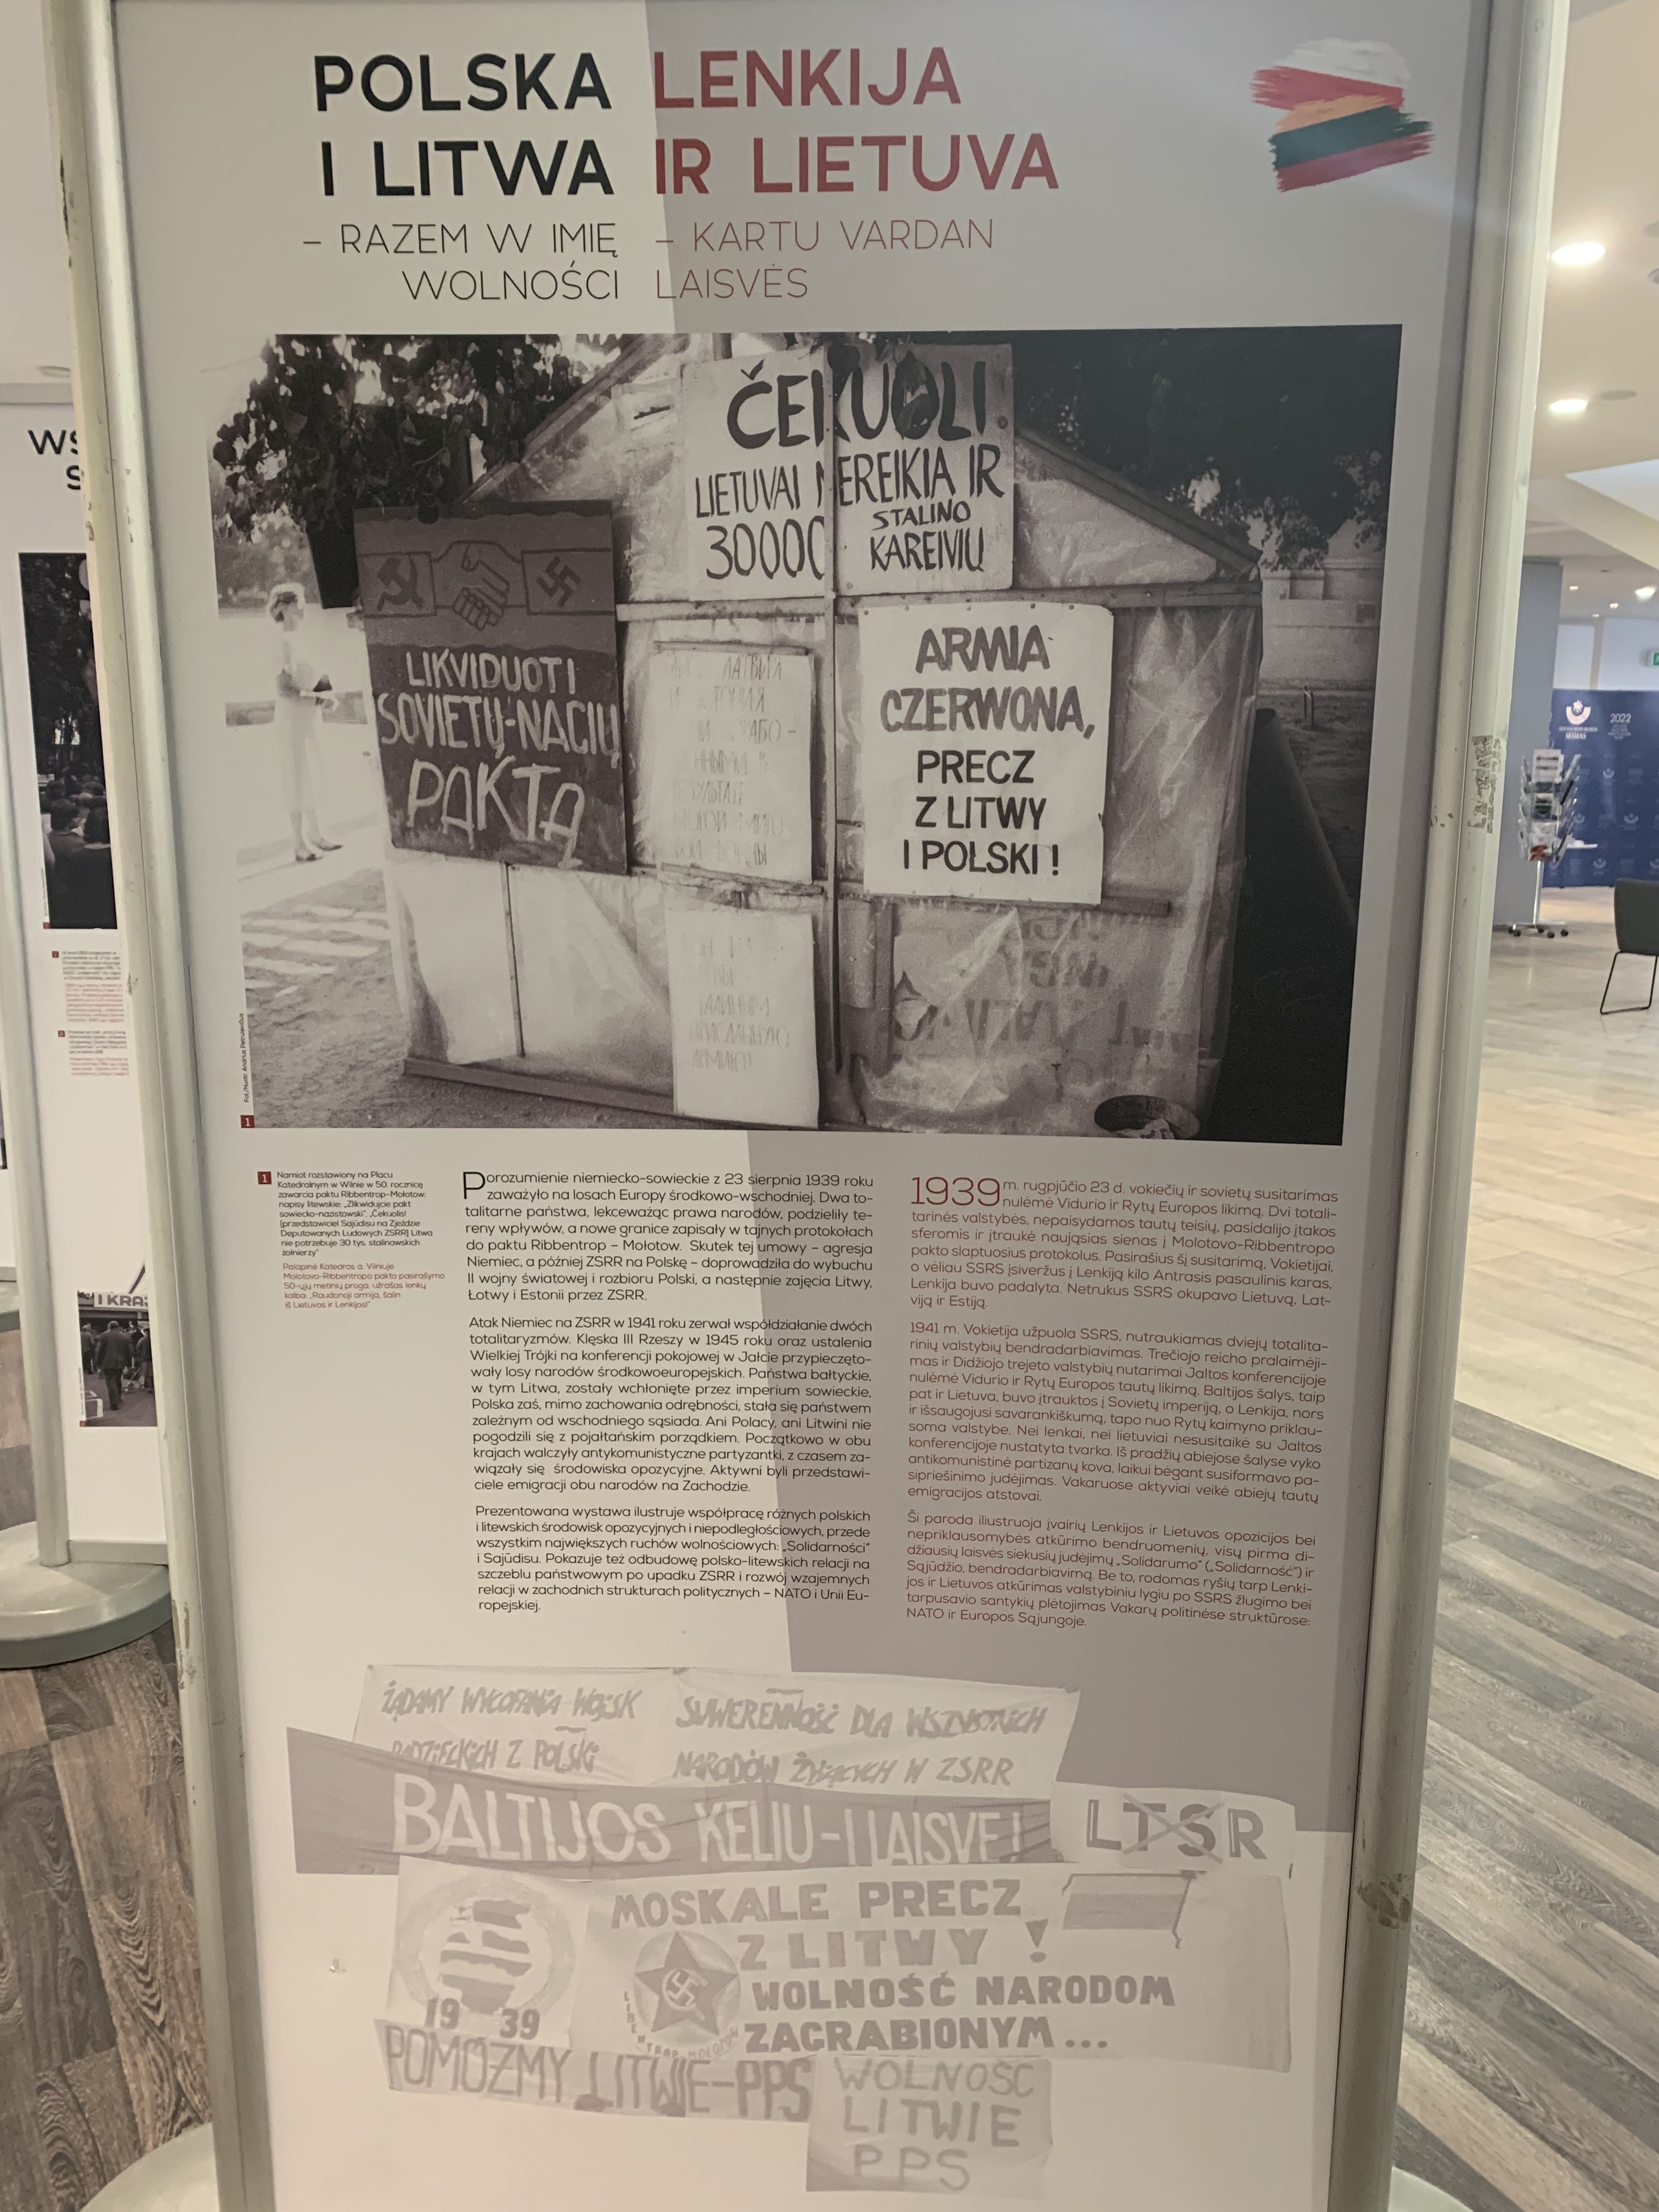 POLSKA
I LITWA
– RAZEM W IMIĘ
WOLNOŚCI
LENKIJA
IR LIETUVA
– KARTU VARDAN
LAISVĖS
ČEKUOLI.
LIETUVAI NEREIKIA IR
30000 STALINO
KAREIVIŲ
LIKVIDUOTI
SOVIETŲ-NACIŲ
PAKTĄ
ARMIA
CZERWONA,
PRECZ
Z LITWY
I POLSKI !
Fot./Nuotr. Andrius Petrulevičius
1
1
Namiot rozstawiony na Placu
Katedralnym w Wilnie w 50. rocznicę
zawarcia paktu Ribbentrop-Mołotow;
napisy litewskie: „Zlikwidujcie pakt
sowiecko-nazistowski", „Čekuolis!
[przedstawiciel Sąjūdisu na Zjeździe
Deputowanych Ludowych ZSRR] Litwa
nie potrzebuje 30 tys. stalinowskich
żołnierzy"
Palapinė Katedros a. Vilniuje
Molotovo-Ribbentropo pakto pasirašymo
50-ųjų metinių proga; užrašas lenkų
kalba: „Raudonoji armija, šalin
iš Lietuvos ir Lenkijos!"
Porozumienie niemiecko-sowieckie z 23 sierpnia 1939 roku
zaważyło na losach Europy środkowo-wschodniej. Dwa to-
talitarne państwa, lekceważąc prawa narodów, podzieliły te-
reny wpływów, a nowe granice zapisały w tajnych protokołach
do paktu Ribbentrop – Mołotow. Skutek tej umowy – agresja
Niemiec, a później ZSRR na Polskę – doprowadziła do wybuchu
II wojny światowej i rozbioru Polski, a następnie zajęcia Litwy,
Łotwy i Estonii przez ZSRR.
Atak Niemiec na ZSRR w 1941 roku zerwał współdziałanie dwóch
totalitaryzmów. Klęska III Rzeszy w 1945 roku oraz ustalenia
Wielkiej Trójki na konferencji pokojowej w Jałcie przypieczęto-
wały losy narodów środkowoeuropejskich. Państwa bałtyckie,
w tym Litwa, zostały wchłonięte przez imperium sowieckie,
Polska zaś, mimo zachowania odrębności, stała się państwem
zależnym od wschodniego sąsiada. Ani Polacy, ani Litwini nie
pogodzili się z pojałtańskim porządkiem. Początkowo w obu
krajach walczyły antykomunistyczne partyzantki, z czasem za-
wiązały się środowiska opozycyjne. Aktywni byli przedstawi-
ciele emigracji obu narodów na Zachodzie.
Prezentowana wystawa ilustruje współpracę różnych polskich
i litewskich środowisk opozycyjnych i niepodległościowych, przede
wszystkim największych ruchów wolnościowych: „Solidarności"
i Sajūdisu. Pokazuje też odbudowę polsko-litewskich relacji na
szczeblu państwowym po upadku ZSRR i rozwój wzajemnych
relacji w zachodnich strukturach politycznych – NATO i Unii Eu-
ropejskiej.
1939 m. rugpjūčio 23 d. vokiečių ir sovietų susitarimas
nulėmė Vidurio ir Rytų Europos likimą. Dvi totali-
tarinės valstybės, nepaisydamos tautų teisių, pasidalijo įtakos
sferomis ir įtraukė naująsias sienas į Molotovo-Ribbentropo
pakto slaptuosius protokolus. Pasirašius šį susitarimą, Vokietijai,
o vėliau SSRS įsiveržus į Lenkiją kilo Antrasis pasaulinis karas,
Lenkija buvo padalyta. Netrukus SSRS okupavo Lietuvą, Lat-
viją ir Estiją.
1941 m. Vokietija užpuola SSRS, nutraukiamas dviejų totalita-
rinių valstybių bendradarbiavimas. Trečiojo reicho pralaimėji-
mas ir Didžiojo trejeto valstybių nutarimai Jaltos konferencijoje
nulėmė Vidurio ir Rytų Europos tautų likimą. Baltijos šalys, taip
pat ir Lietuva, buvo įtrauktos į Sovietų imperiją, o Lenkija, nors
ir išsaugojusi savarankiškumą, tapo nuo Rytų kaimyno priklau-
soma valstybe. Nei lenkai, nei lietuviai nesusitaikė su Jaltos
konferencijoje nustatyta tvarka. Iš pradžių abiejose šalyse vyko
antikomunistinė partizanų kova, laikui bėgant susiformavo pa-
sipriešinimo judėjimas. Vakaruose aktyviai veikė abiejų tautų
emigracijos atstovai.
Ši paroda iliustruoja įvairių Lenkijos ir Lietuvos opozicijos bei
nepriklausomybės atkūrimo bendruomenių, visų pirma di-
džiausių laisvės siekusių judėjimų „Solidarumo" („Solidarność") ir
Sąjūdžio, bendradarbiavimą. Be to, rodomas ryšių tarp Lenki-
jos ir Lietuvos atkūrimas valstybiniu lygiu po SSRS žlugimo bei
tarpusavio santykių plėtojimas Vakarų politinėse struktūrose:
NATO ir Europos Sąjungoje.
ŻĄDAMY WYCOFANIA WOJSK
RADZIECKICH Z POLSKI
SUWERENNOŚĆ DLA WSZYSTKICH
NARODÓW ŻYJĄCYCH W ZSRR
BALTIJOS KELIU-Į LAISVĘ!
LTSR
MOSKALE PRECZ
Z LITWY !
WOLNOŚĆ NARODOM
ZAGRABIONYM...
19 39
POMÓŻMY LITWIE-PPS
WOLNOŚĆ
LITWIE
PPS
I KRAJ
2022
SEIMAS